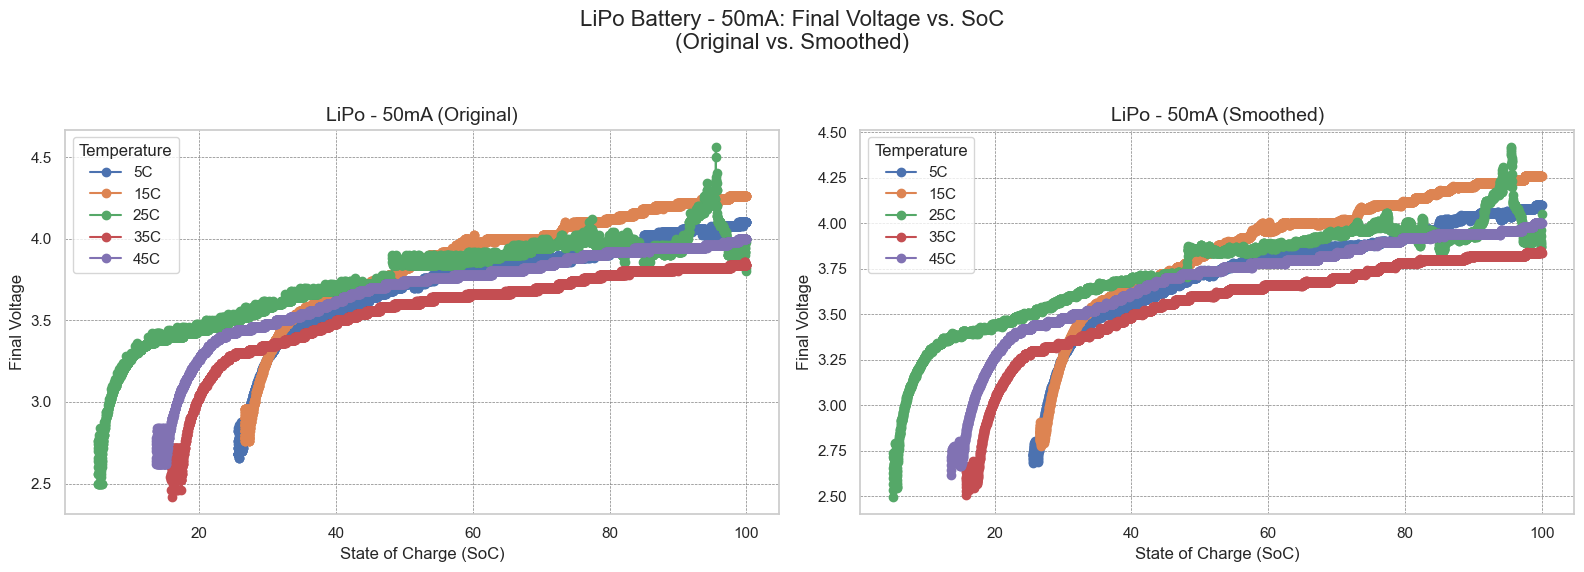 LiPo Battery - 50mA: Final Voltage vs. SoC
(Original vs. Smoothed)
LiPo - 50mA (Original)
Temperature
5C
15C
25C
35C
45C
4.5
4.0
3.5
3.0
2.5
Final Voltage
20
40
60
80
100
State of Charge (SoC)
LiPo - 50mA (Smoothed)
Temperature
5C
15C
25C
35C
45C
4.50
4.25
4.00
3.75
3.50
3.25
3.00
2.75
2.50
Final Voltage
20
40
60
80
100
State of Charge (SoC)